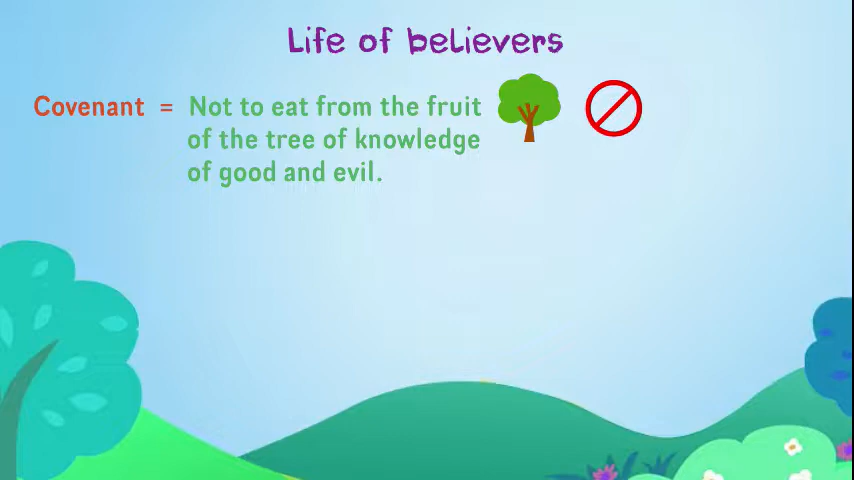 Life of believers
Covenant = Not to eat from the fruit
of the tree of knowledge
of good and evil.